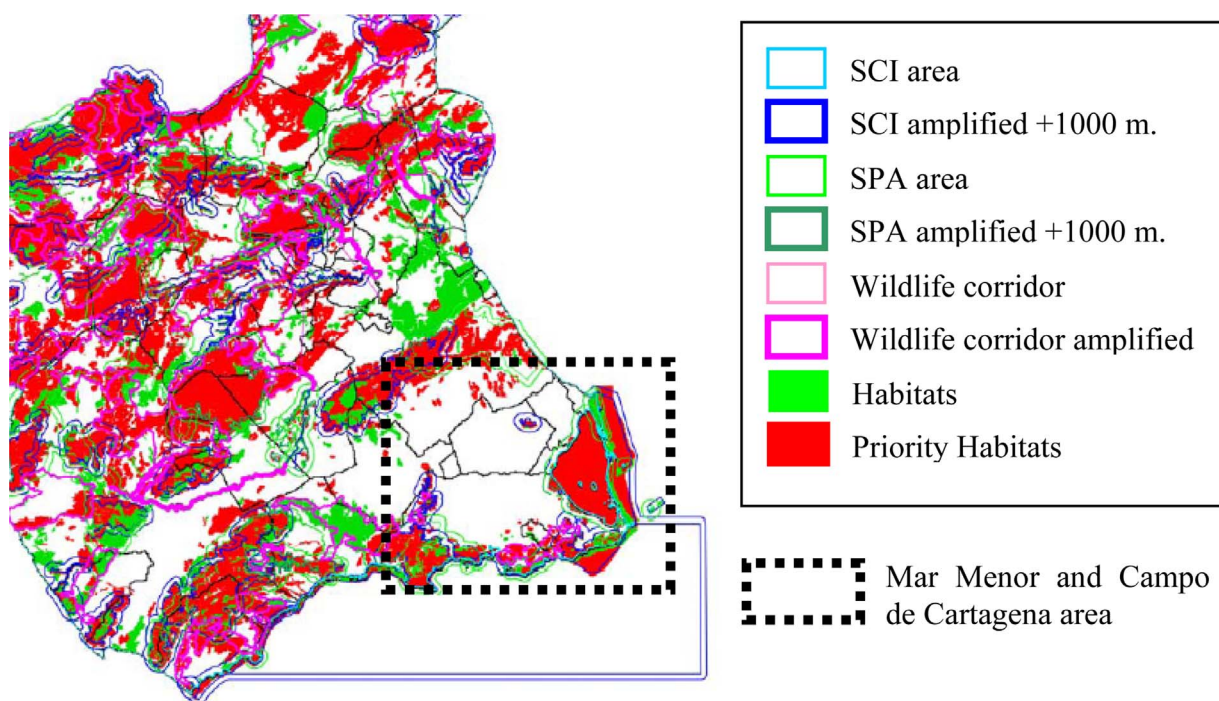 SCI area
SCI amplified +1000 m.
SPA area
SPA amplified +1000 m.
Wildlife corridor
Wildlife corridor amplified
Habitats
Priority Habitats
Mar Menor and Campo
de Cartagena area